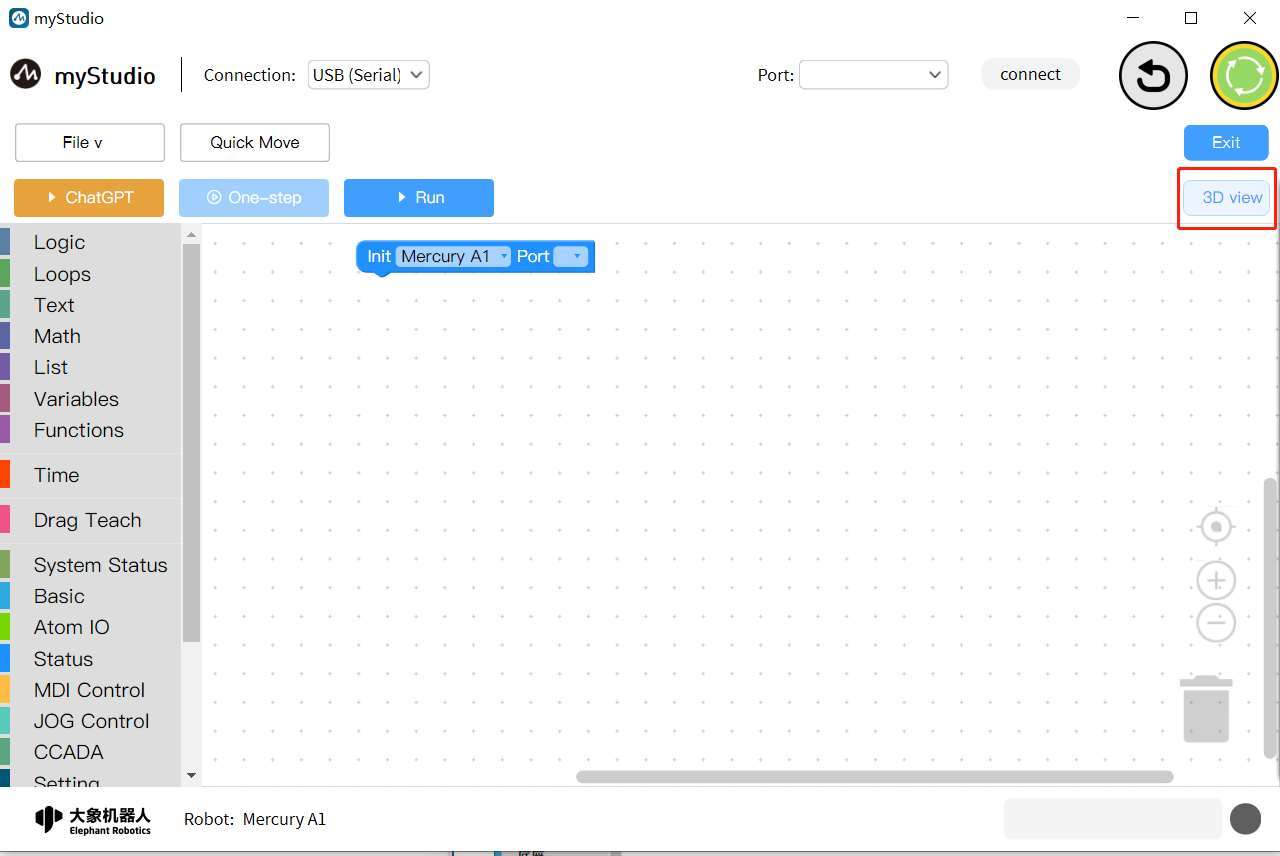 myStudio
myStudio
Connection:
USB (Serial)
Port:
connect
File v
Quick Move
Exit
ChatGPT
One-step
Run
3D view
Logic
Loops
Text
Math
List
Variables
Functions
Time
Drag Teach
System Status
Basic
Atom IO
Status
MDI Control
JOG Control
CCADA
Setting
Init Mercury A1 Port
大象机器人
Elephant Robotics
Robot: Mercury A1